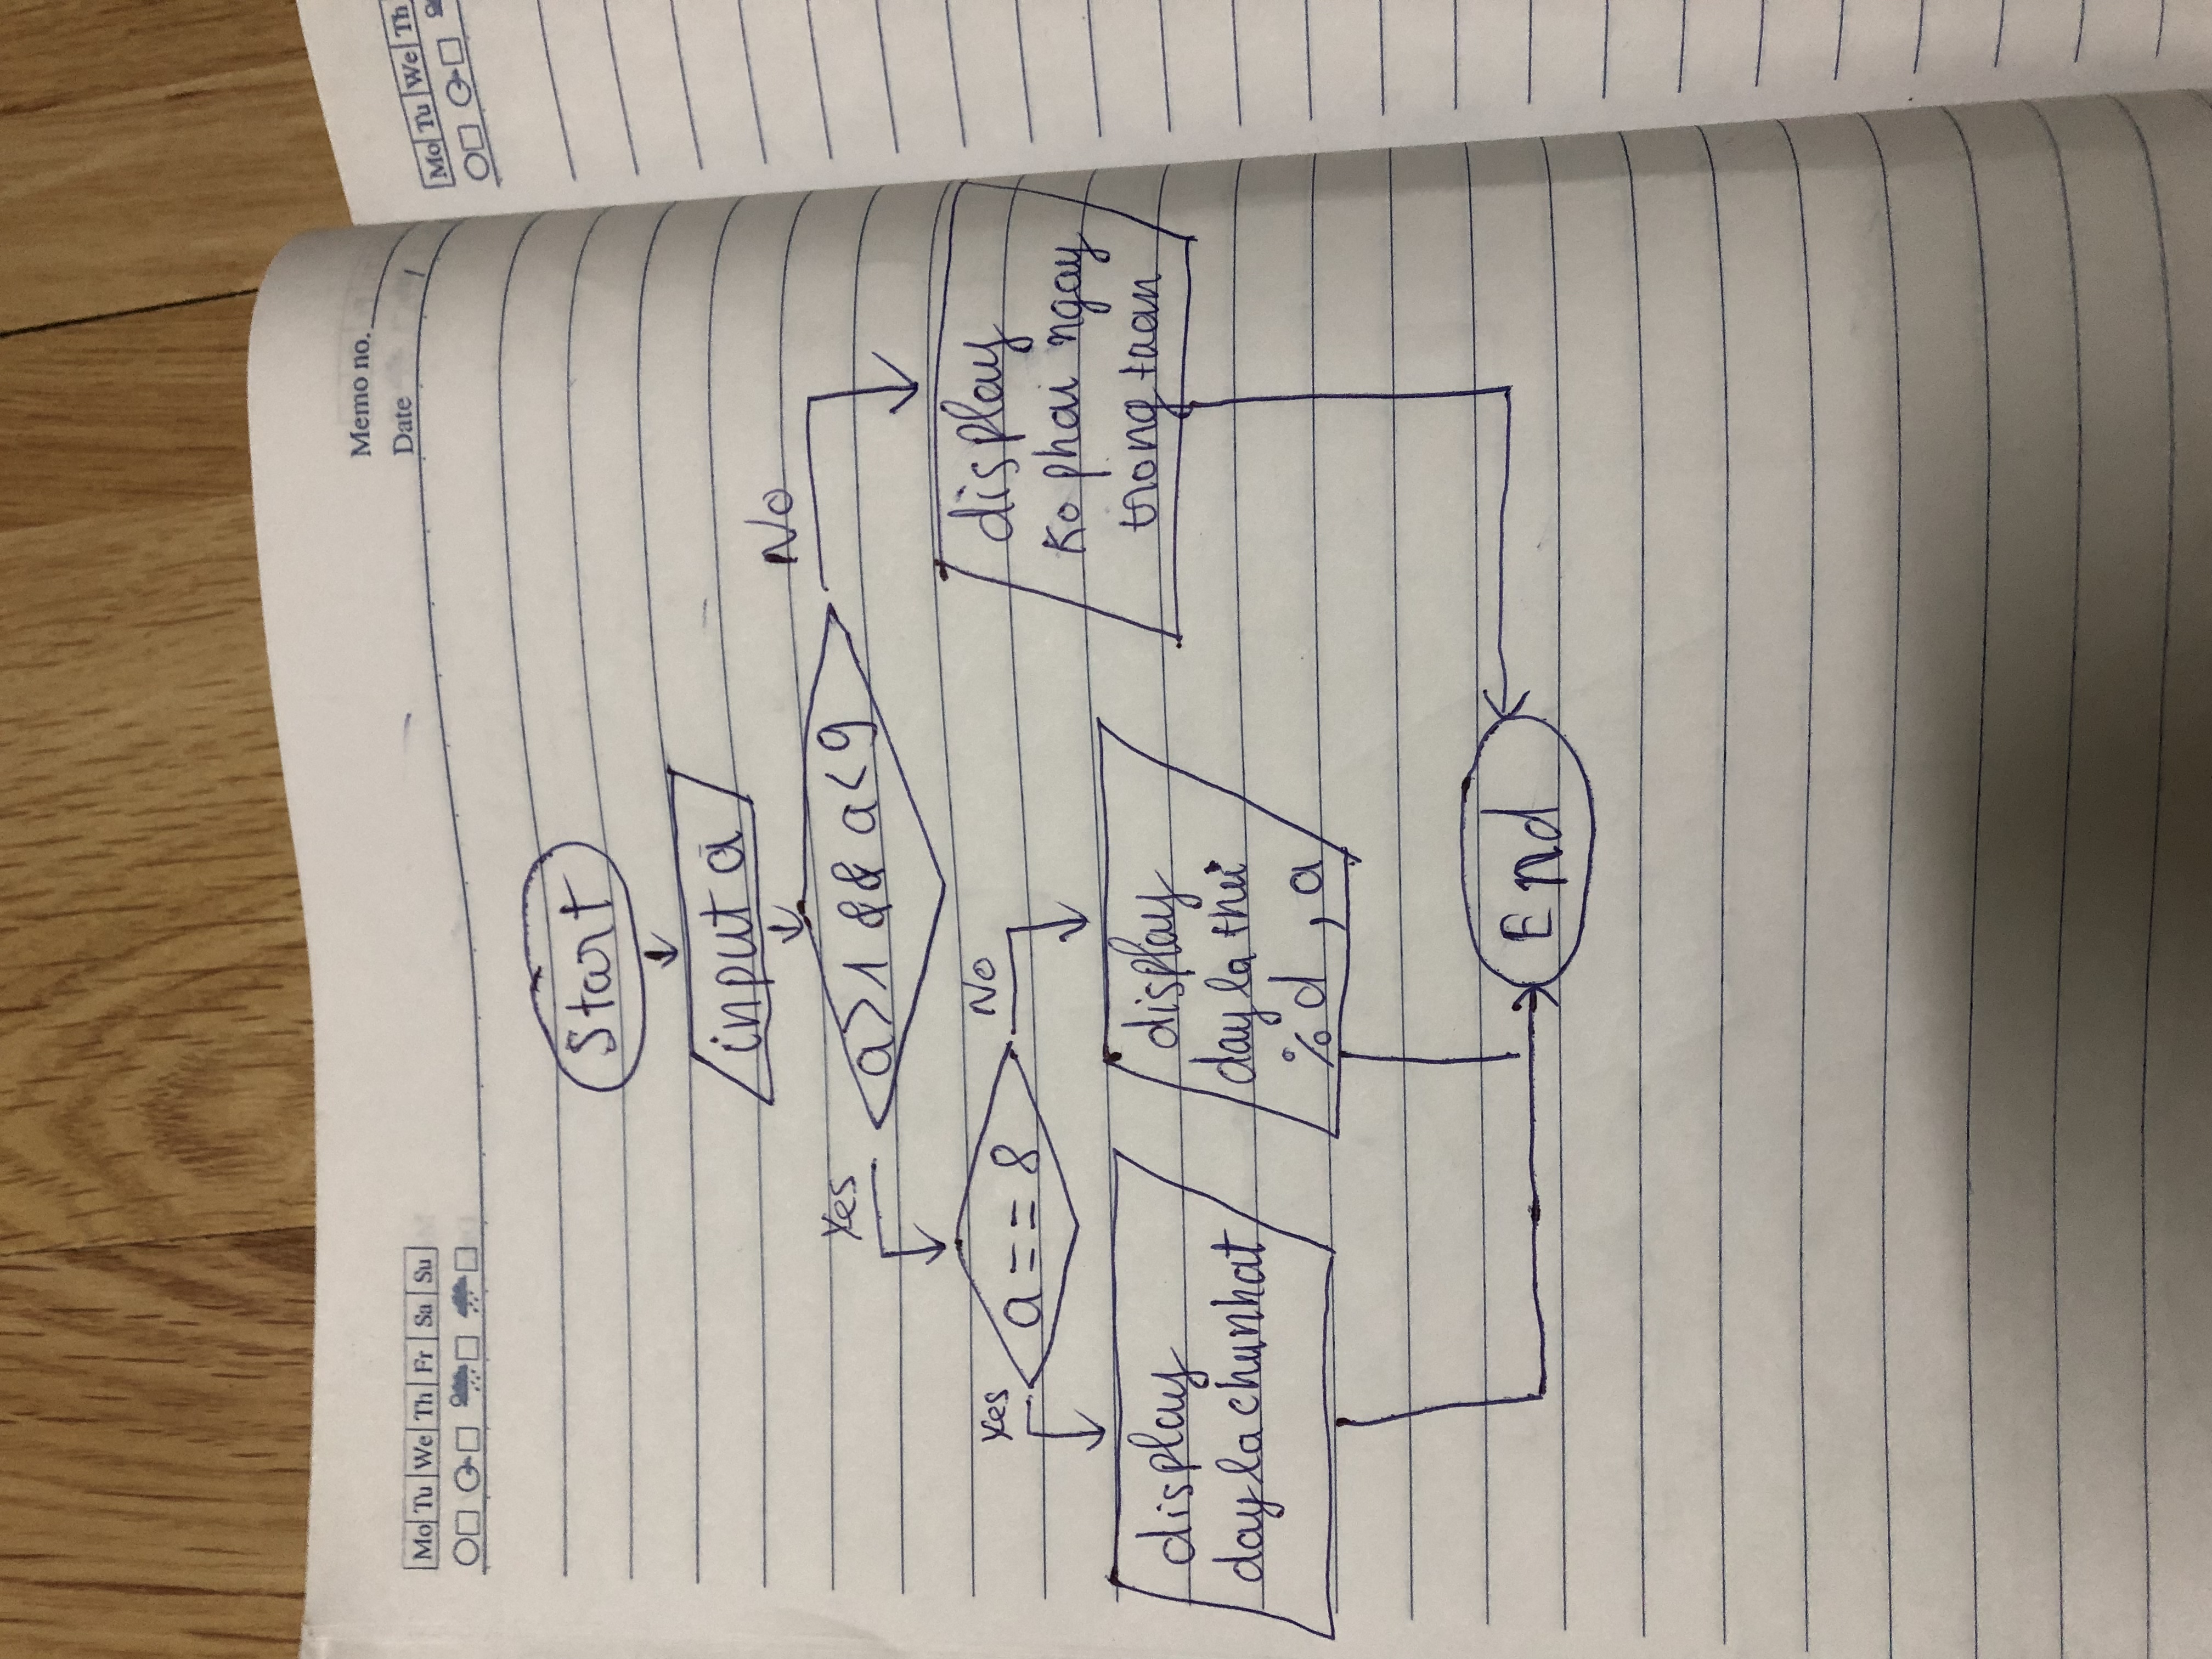 Memo no.
Date /
Mo Tu We Th Fr Sa Su
Mo Tu We Th
Start
input a
Yes
a>1 && a<9
No
Yes
a==8
No
display
ko phai ngay
trong tuan
display
day la chunhat
display
day la thứ
%d , a
End